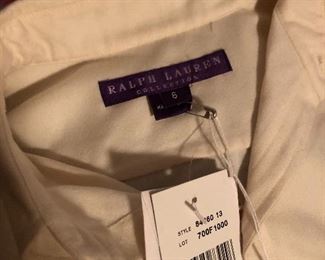 RALPH LAUREN
COLLECTION
6
STYLE
LOT 700F1000